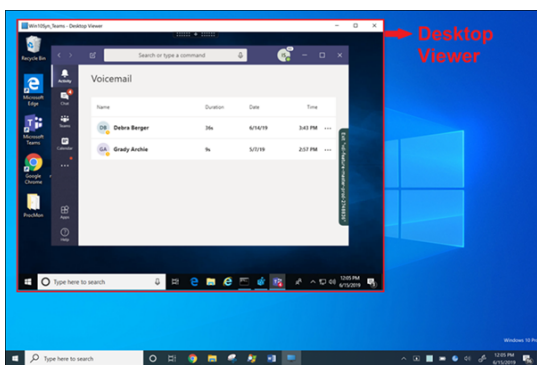 Win10Syn_Teams - Desktop Viewer
Desktop
Viewer
Recycle Bin
Search or type a command
Microsoft
Edge
Activity
Voicemail
Chat
Name Duration Date Time
Microsoft
Teams
Teams
DB Debra Berger 36s 6/14/19 3:43 PM ...
Calendar
GA Grady Archie 9s 5/7/19 2:57 PM ...
Google
Chrome
ProcMon
Apps
Help
Type here to search
12:05 PM
6/15/2019
Windows 10 Pro
Type here to search
12:05 PM
6/15/2019